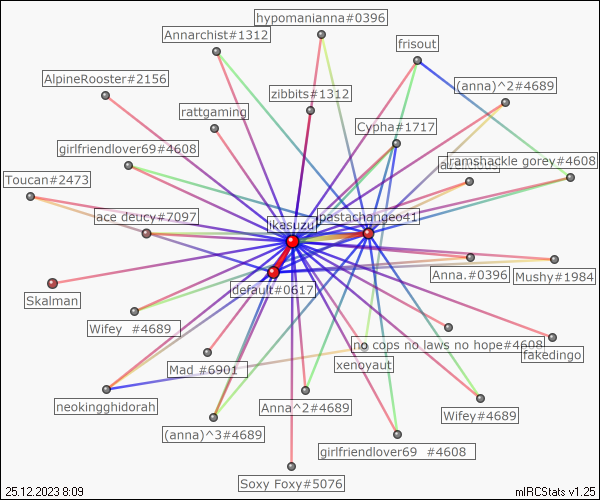 hypomanianna#0396
Annarchist#1312
frisout
AlpineRooster#2156
(anna)^2#4689
zibbits#1312
rattgaming
Cypha#1717
girlfriendlover69#4608
ramshackle gorey#4608
Toucan#2473
ace deucy#7097
jkasuzu
pastachangeo41
Anna.#0396
Mushy#1984
Skalman
default#0617
Wifey #4689
no cops no laws no hope#4608
fakedingo
Mad #6901
xenoyaut
neokingghidorah
Anna^2#4689
Wifey#4689
(anna)^3#4689
girlfriendlover69 #4608
Soxy Foxy#5076
25.12.2023 8:09
mIRCStats v1.25